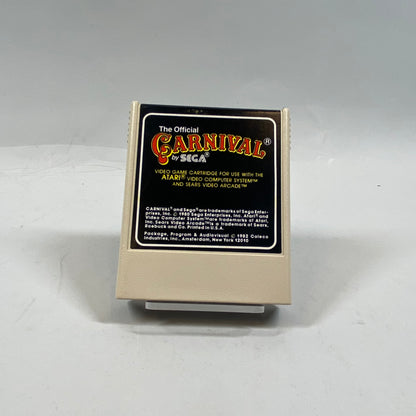 The Official
CARNIVAL®
by SEGA®
VIDEO GAME CARTRIDGE FOR USE WITH THE
ATARI® VIDEO COMPUTER SYSTEM™
AND SEARS VIDEO ARCADE™
CARNIVAL® and Sega® are trademarks of Sega Enter-
prises, Inc. © 1980 Sega Enterprises, Inc. Atari® and
Video Computer System™ are trademarks of Atari,
Inc. Sears Video Arcade™ is a trademark of Sears,
Roebuck and Co. Printed in U.S.A.
Package, Program & Audiovisual © 1982 Coleco
Industries, Inc., Amsterdam, New York 12010